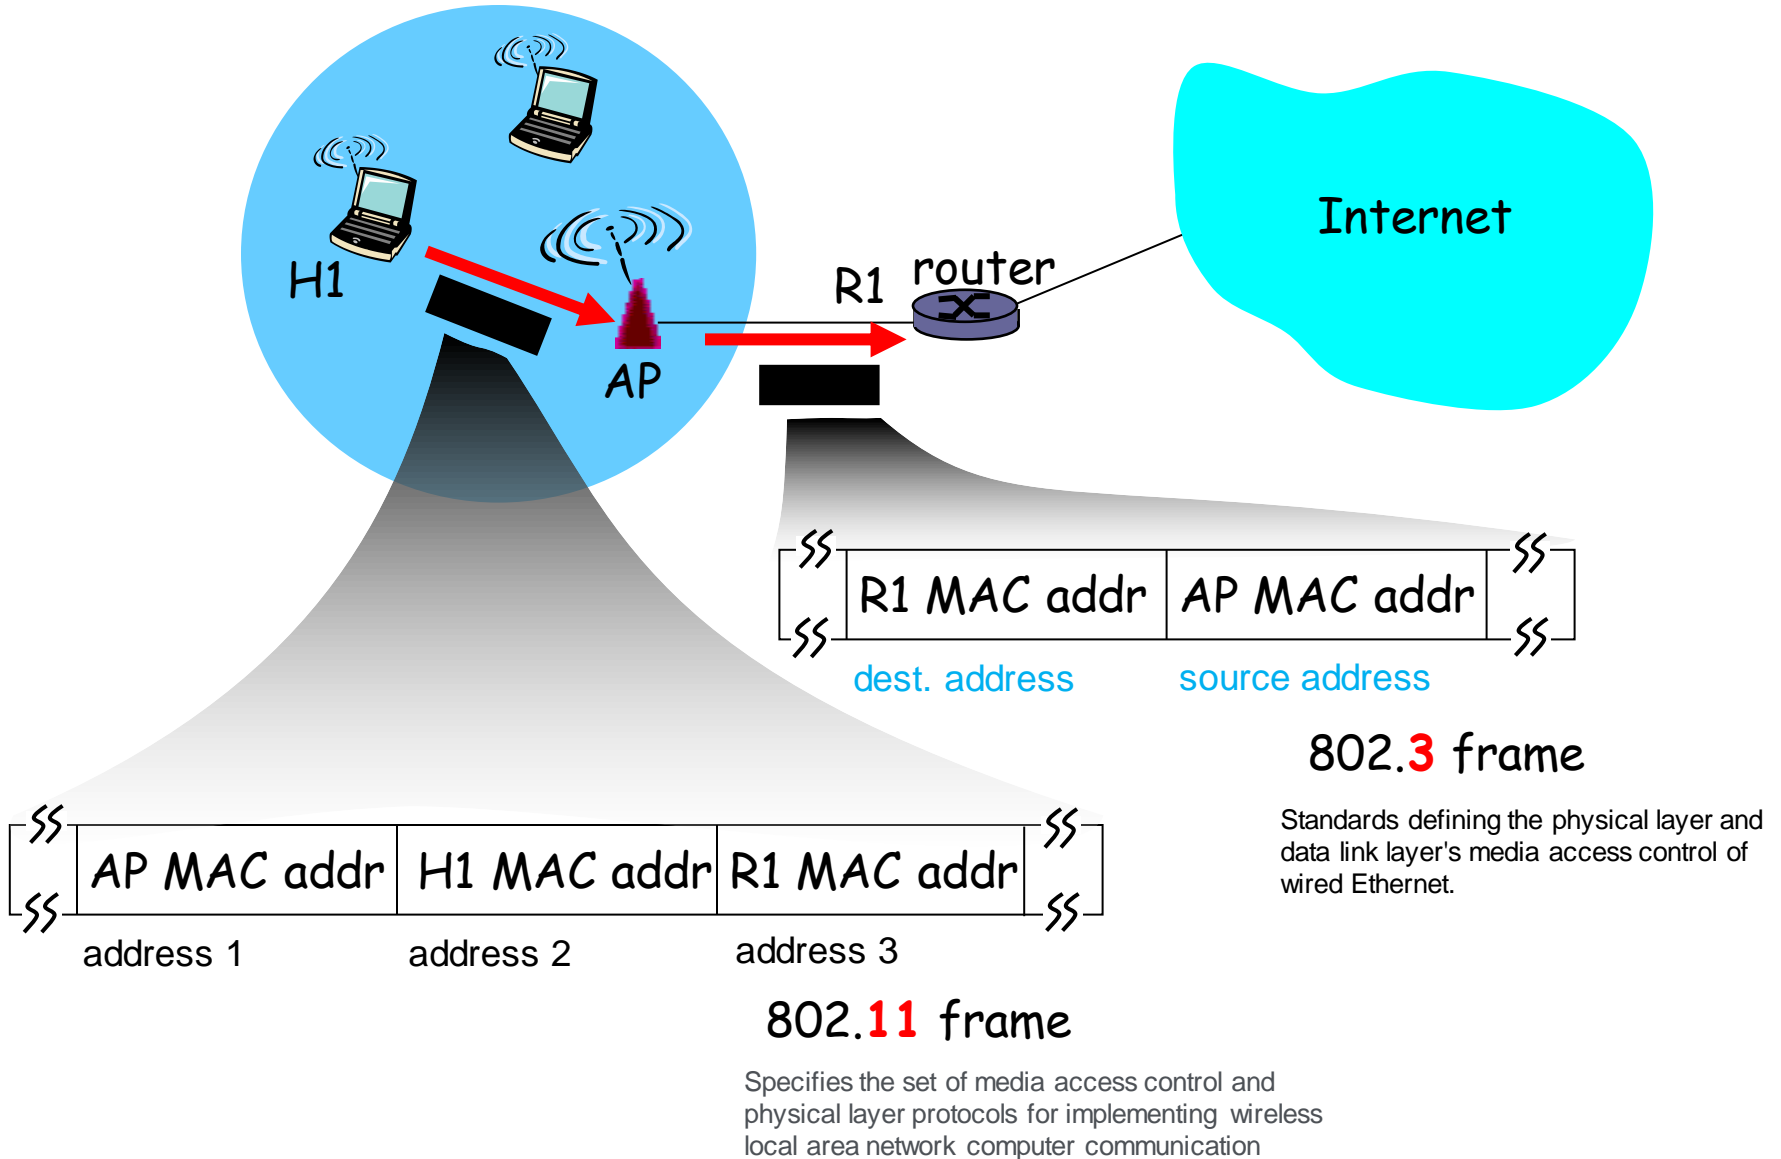 Internet
router
R1
H1
AP
R1 MAC addr
AP MAC addr
dest. address
source address
802.3 frame
Standards defining the physical layer and
data link layer's media access control of
wired Ethernet.
AP MAC addr
H1 MAC addr
R1 MAC addr
address 1
address 2
address 3
802.11 frame
Specifies the set of media access control and
physical layer protocols for implementing wireless
local area network computer communication